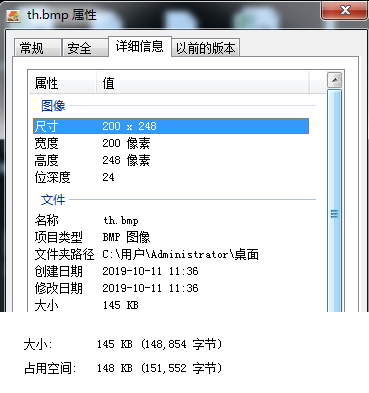 th.bmp 属性
常规 安全 详细信息 以前的版本
属性 值
图像
尺寸 200 x 248
宽度 200 像素
高度 248 像素
位深度 24
文件
名称 th.bmp
项目类型 BMP 图像
文件夹路径 C:\用户\Administrator\桌面
创建日期 2019-10-11 11:36
修改日期 2019-10-11 11:36
大小 145 KB
大小: 145 KB (148,854 字节)
占用空间: 148 KB (151,552 字节)